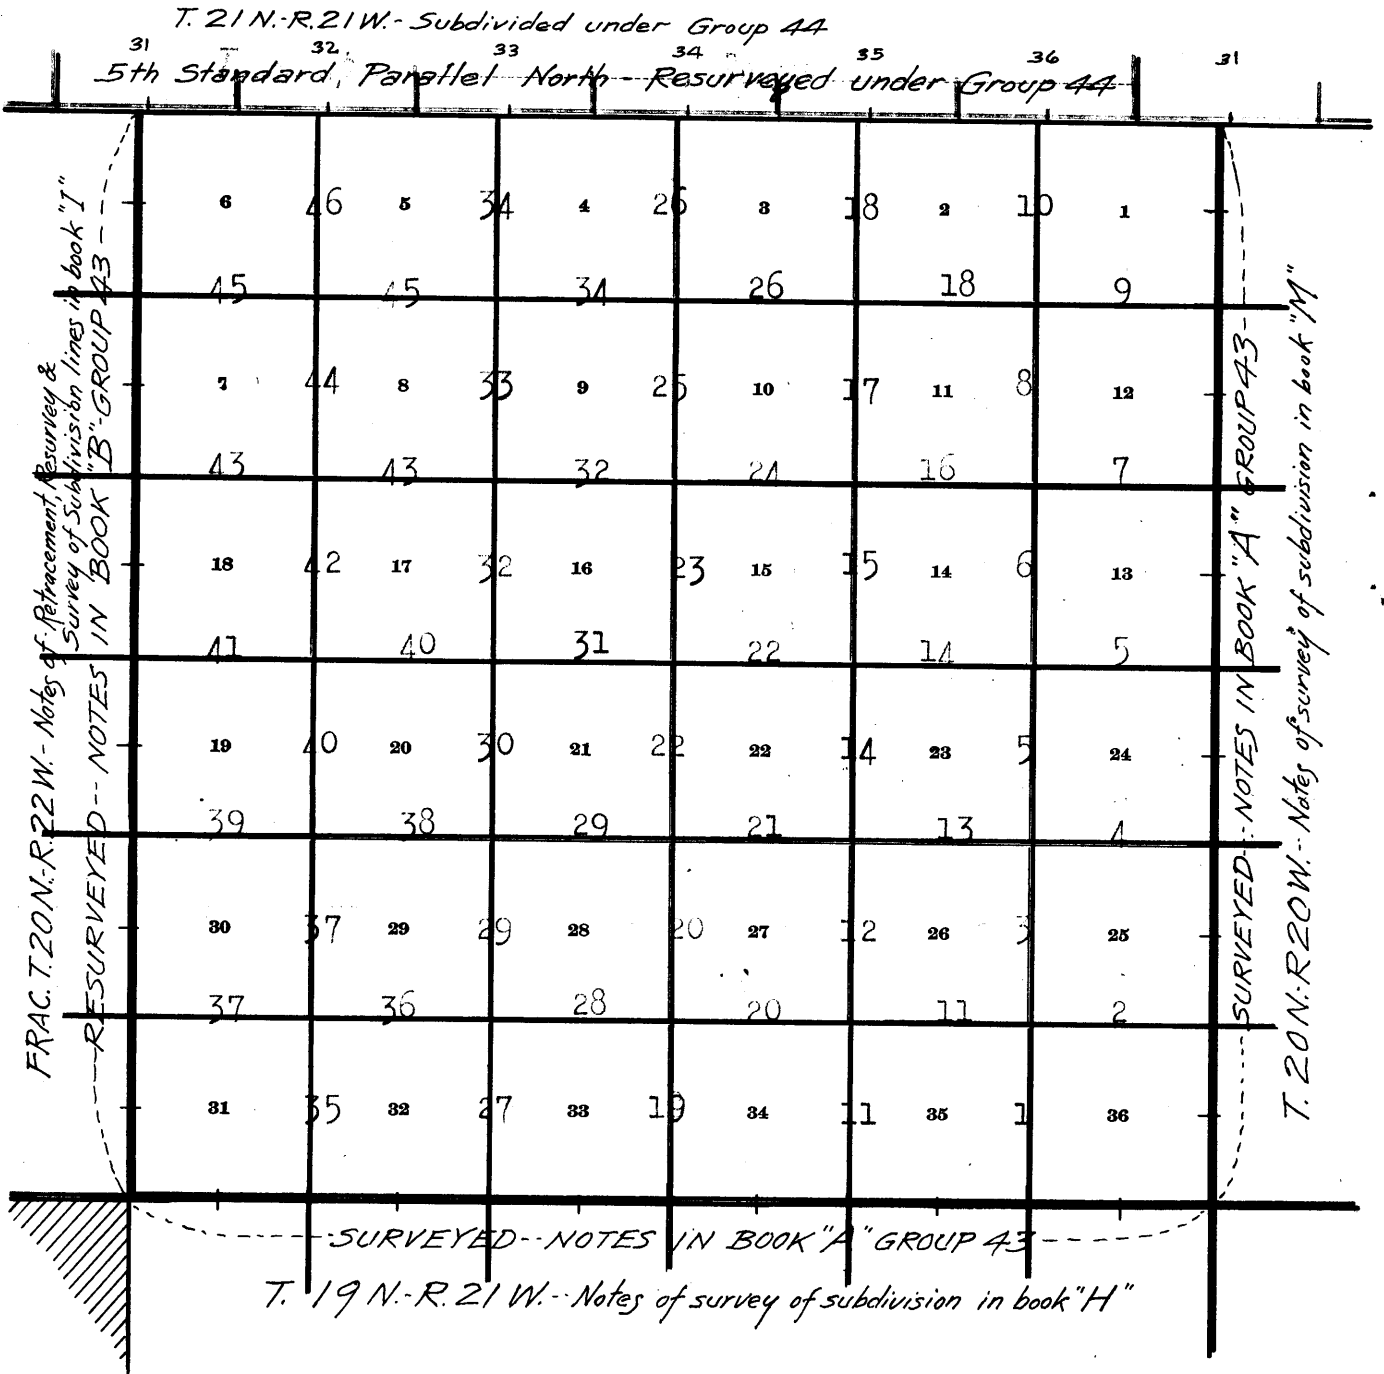 T. 21 N.-R. 21 W.- Subdivided under Group 44
31 32 33 34 35 36 31
5th Standard Parallel North - Resurveyed under Group 44
6 46 5 34 4 26 3 18 2 10 1
45 45 34 26 18 9
7 44 8 33 9 25 10 17 11 8 12
43 43 32 24 16 7
18 42 17 32 16 23 15 15 14 6 13
41 40 31 22 14 5
19 40 20 30 21 22 22 14 23 5 24
39 38 29 21 13 4
30 37 29 29 28 20 27 12 26 3 25
37 36 28 20 11 2
31 35 32 27 33 19 34 11 35 1 36
FRAC. T. 20 N.-R. 22 W.- Notes of Retracement, Resurvey &
Survey of Subdivision lines in book "I"
RESURVEYED -- NOTES IN BOOK "B"- GROUP 43
SURVEYED -- NOTES IN BOOK "A" GROUP 43
T. 20 N.-R 20 W.-- Notes of survey of subdivision in book "M"
SURVEYED -- NOTES IN BOOK "A" GROUP 43
T. 19 N.-R. 21 W.-- Notes of survey of subdivision in book "H"